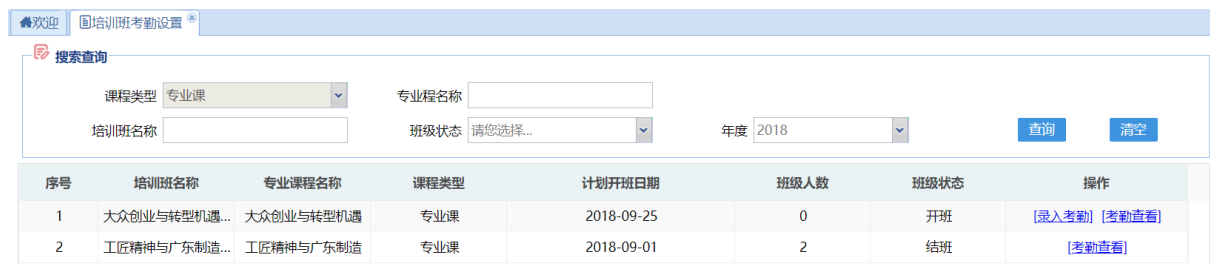 欢迎 培训班考勤设置
搜索查询
课程类型 专业课 专业程名称
培训班名称 班级状态 请您选择... 年度 2018 查询 清空
序号 培训班名称 专业课程名称 课程类型 计划开班日期 班级人数 班级状态 操作
1 大众创业与转型机遇... 大众创业与转型机遇 专业课 2018-09-25 0 开班 [录入考勤] [考勤查看]
2 工匠精神与广东制造... 工匠精神与广东制造 专业课 2018-09-01 2 结班 [考勤查看]